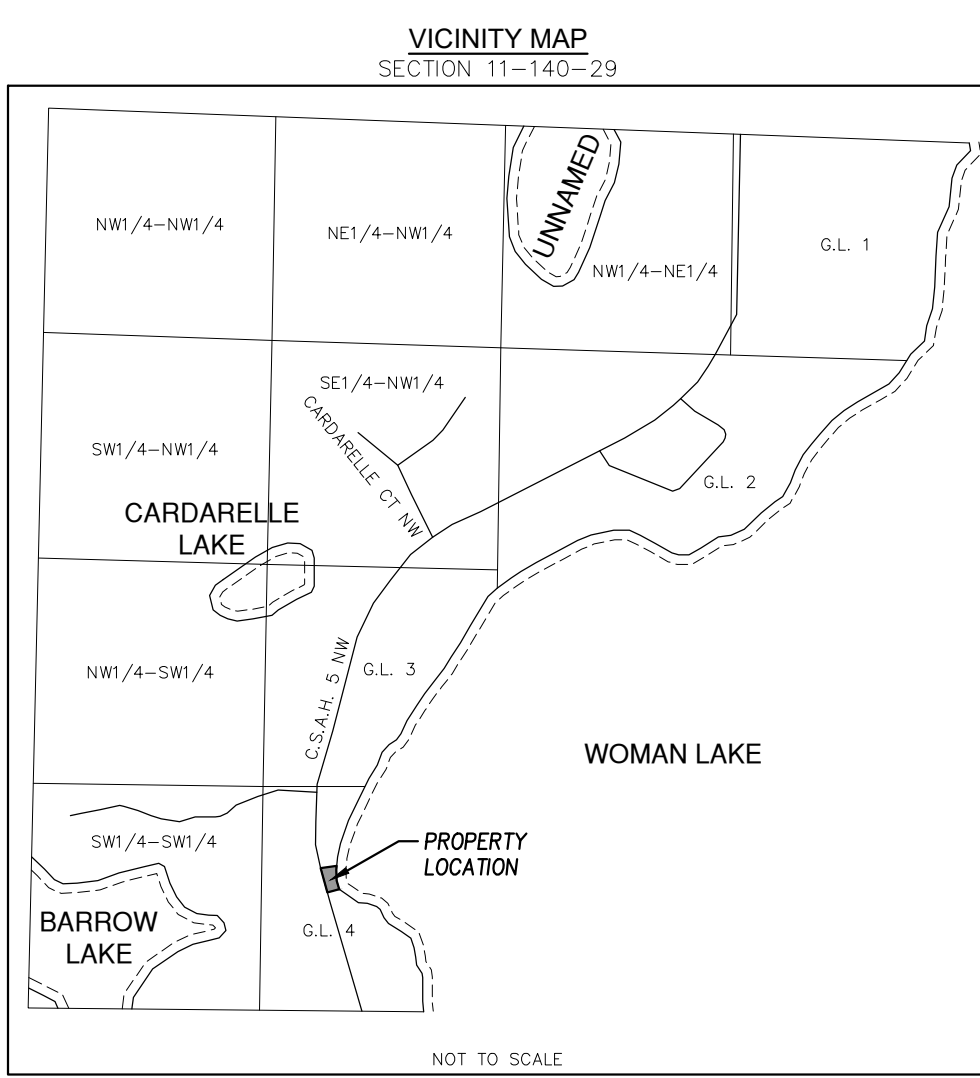 VICINITY MAP
SECTION 11-140-29
NW1/4-NW1/4
NE1/4-NW1/4
UNNAMED
NW1/4-NE1/4
G.L. 1
SE1/4-NW1/4
CARDARELLE CT NW
SW1/4-NW1/4
G.L. 2
CARDARELLE
LAKE
NW1/4-SW1/4
C.S.A.H. 5 NW
G.L. 3
WOMAN LAKE
SW1/4-SW1/4
PROPERTY
LOCATION
BARROW
LAKE
G.L. 4
NOT TO SCALE